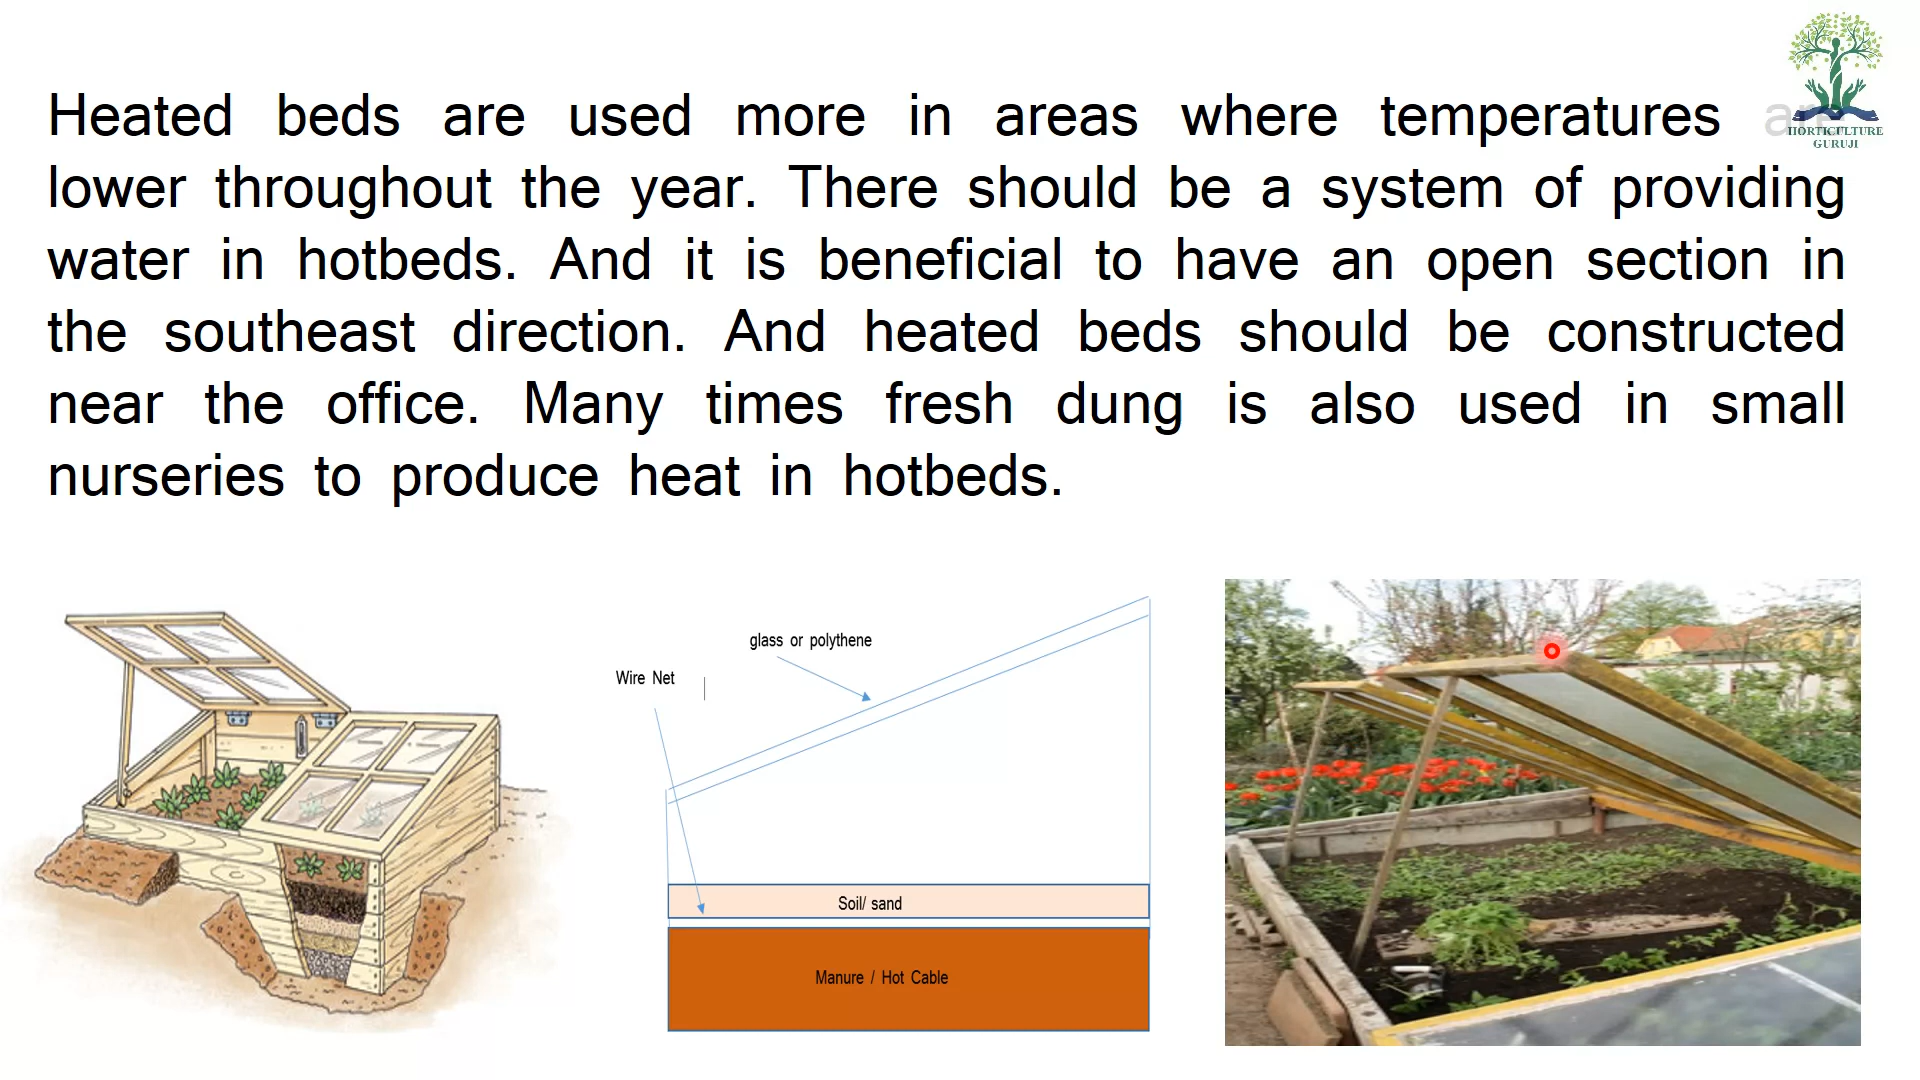 Heated beds are used more in areas where temperatures are
lower throughout the year. There should be a system of providing
water in hotbeds. And it is beneficial to have an open section in
the southeast direction. And heated beds should be constructed
near the office. Many times fresh dung is also used in small
nurseries to produce heat in hotbeds.
HORTICULTURE
GURUJI
glass or polythene
Wire Net
Soil/ sand
Manure / Hot Cable